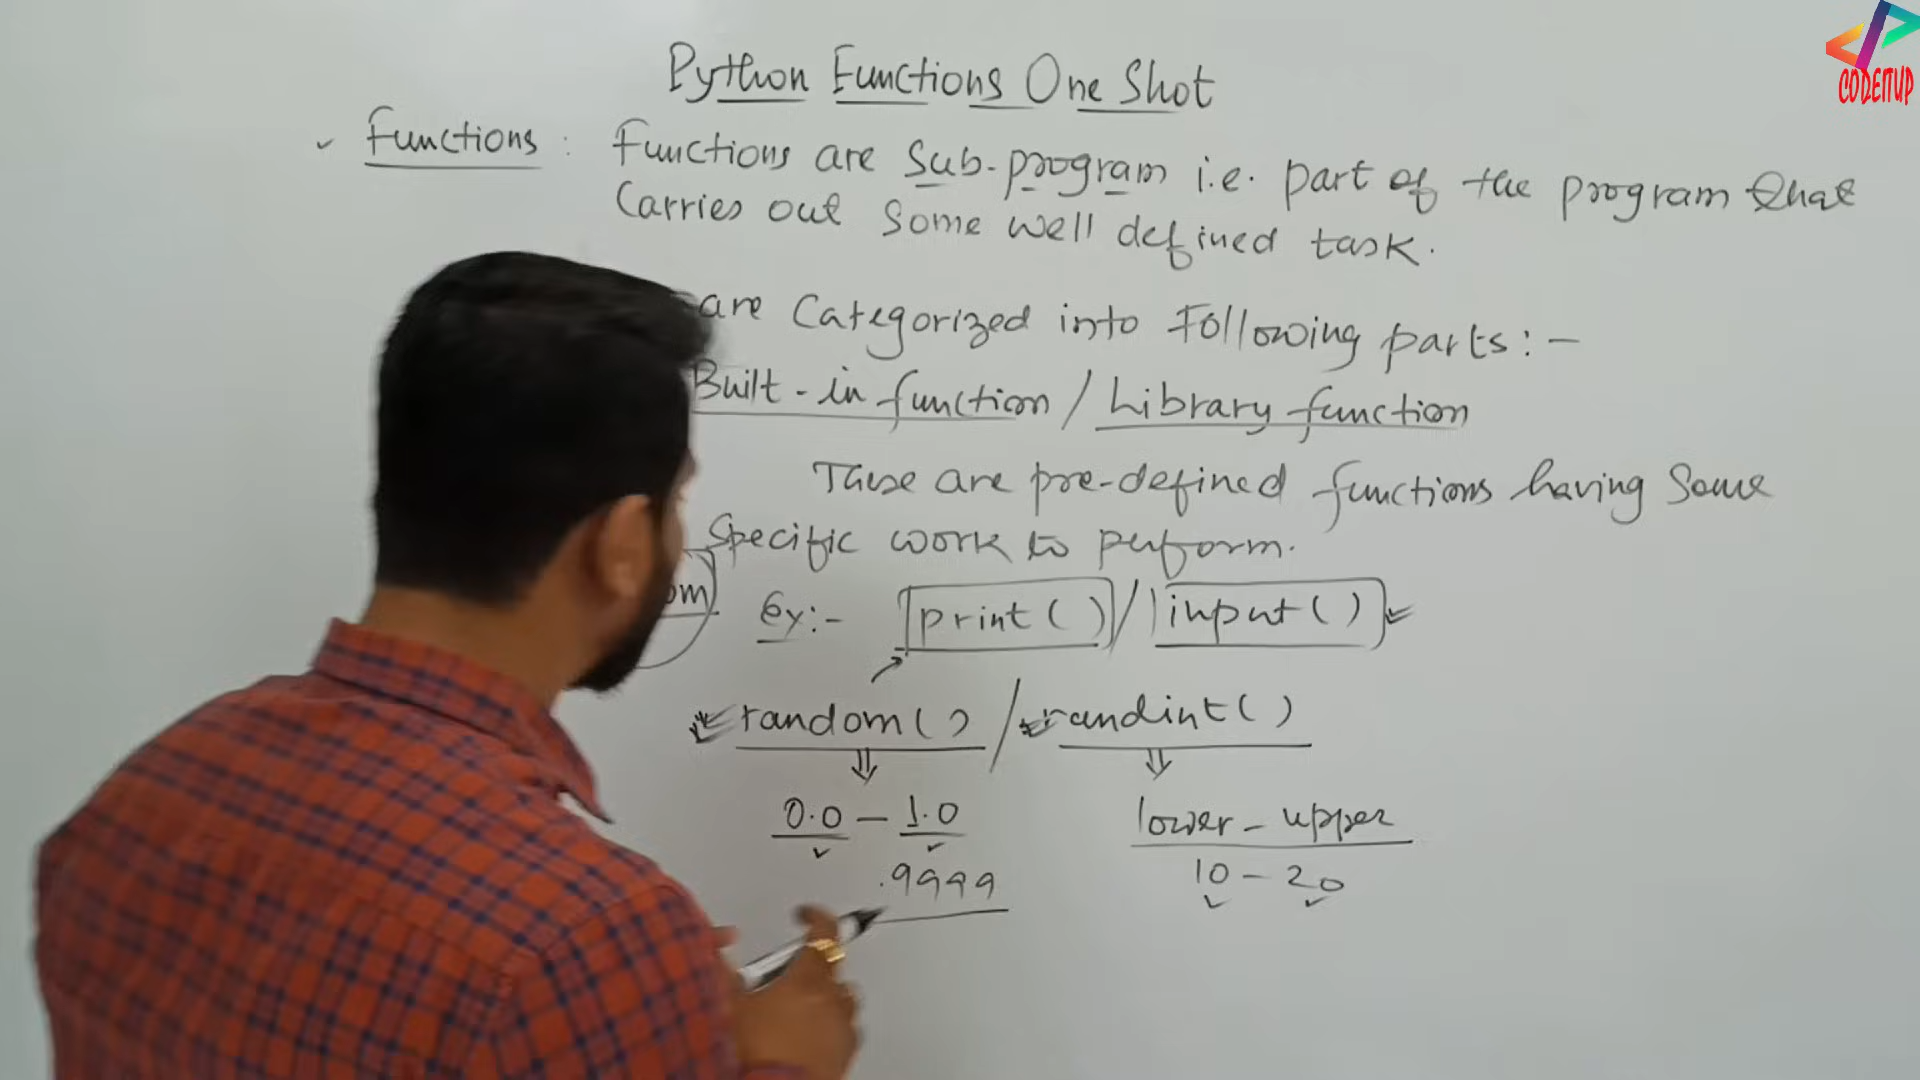 Python Functions One Shot
CODEITUP
Functions : Functions are Sub-program i.e. part of the program that
Carries out Some well defined task.
are Categorized into Following parts:-
Built-in function / Library function
These are pre-defined functions having Some
Specific work to perform.
om
Ex:- print() / input()
random() / randint()
0.0 - 1.0
lower - upper
.9999
10 - 20